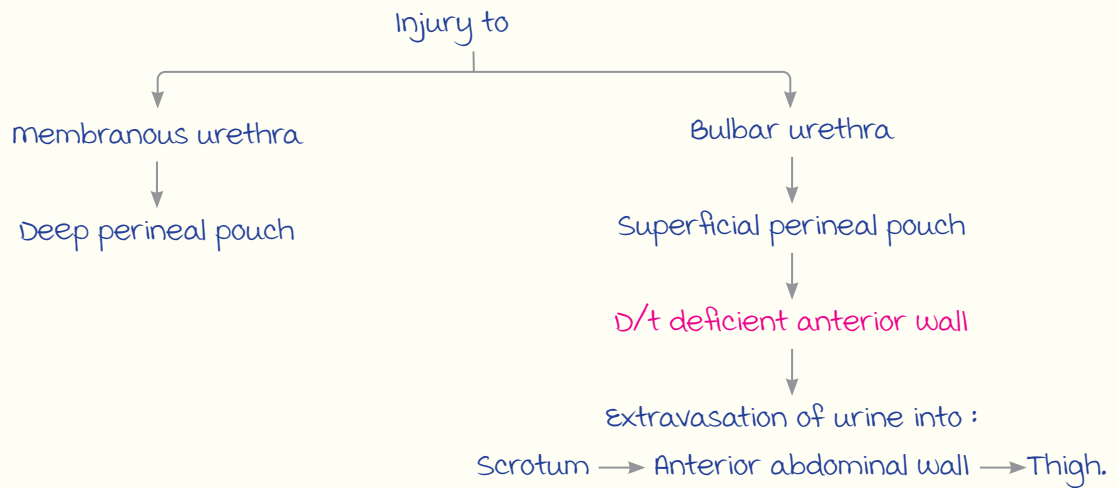 Injury to
membranous urethra
Bulbar urethra
Deep perineal pouch
Superficial perineal pouch
D/t deficient anterior wall
Extravasation of urine into :
Scrotum → Anterior abdominal wall → Thigh.